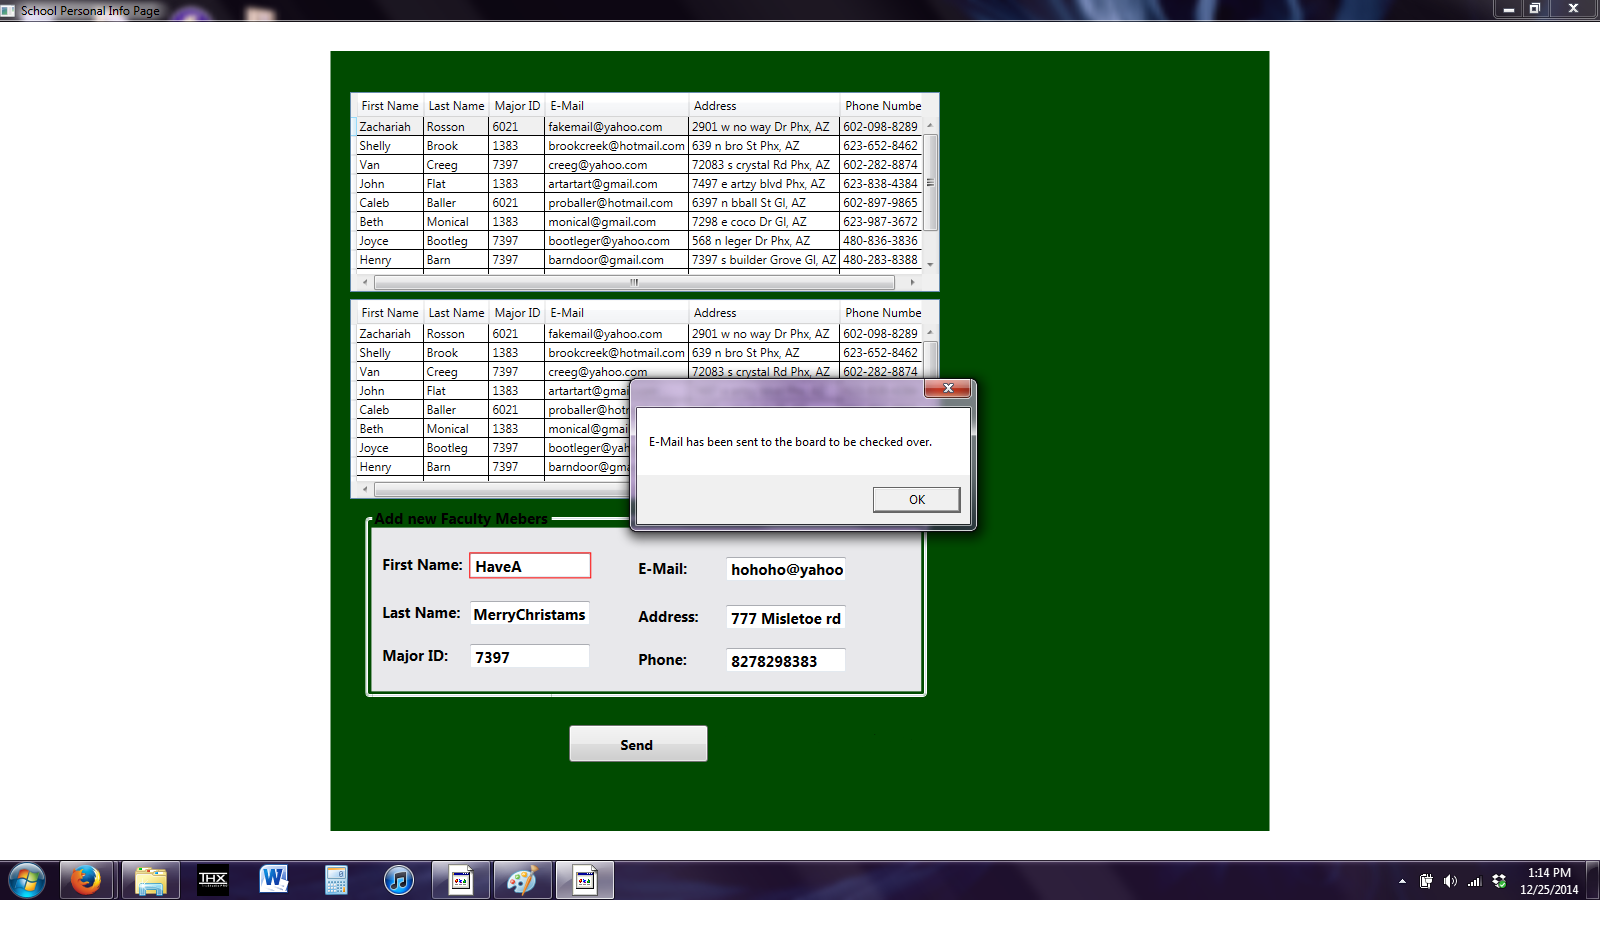 School Personal Info Page
First Name Last Name Major ID E-Mail Address Phone Numbe
Zachariah Rosson 6021 fakemail@yahoo.com 2901 w no way Dr Phx, AZ 602-098-8289
Shelly Brook 1383 brookcreek@hotmail.com 639 n bro St Phx, AZ 623-652-8462
Van Creeg 7397 creeg@yahoo.com 72083 s crystal Rd Phx, AZ 602-282-8874
John Flat 1383 artartart@gmail.com 7497 e artzy blvd Phx, AZ 623-838-4384
Caleb Baller 6021 proballer@hotmail.com 6397 n bball St Gl, AZ 602-897-9865
Beth Monical 1383 monical@gmail.com 7298 e coco Dr Gl, AZ 623-987-3672
Joyce Bootleg 7397 bootleger@yahoo.com 568 n leger Dr Phx, AZ 480-836-3836
Henry Barn 7397 barndoor@gmail.com 7397 s builder Grove Gl, AZ 480-283-8388
First Name Last Name Major ID E-Mail Address Phone Numbe
Zachariah Rosson 6021 fakemail@yahoo.com 2901 w no way Dr Phx, AZ 602-098-8289
Shelly Brook 1383 brookcreek@hotmail.com 639 n bro St Phx, AZ 623-652-8462
Van Creeg 7397 creeg@yahoo.com 72083 s crystal Rd Phx, AZ 602-282-8874
John Flat 1383 artartart@gmai
Caleb Baller 6021 proballer@hotr
Beth Monical 1383 monical@gmai
Joyce Bootleg 7397 bootleger@yah
Henry Barn 7397 barndoor@gma
E-Mail has been sent to the board to be checked over.
OK
Add new Faculty Mebers
First Name: HaveA E-Mail: hohoho@yahoo
Last Name: MerryChristams Address: 777 Misletoe rd
Major ID: 7397 Phone: 8278298383
Send
THX
W
1:14 PM
12/25/2014